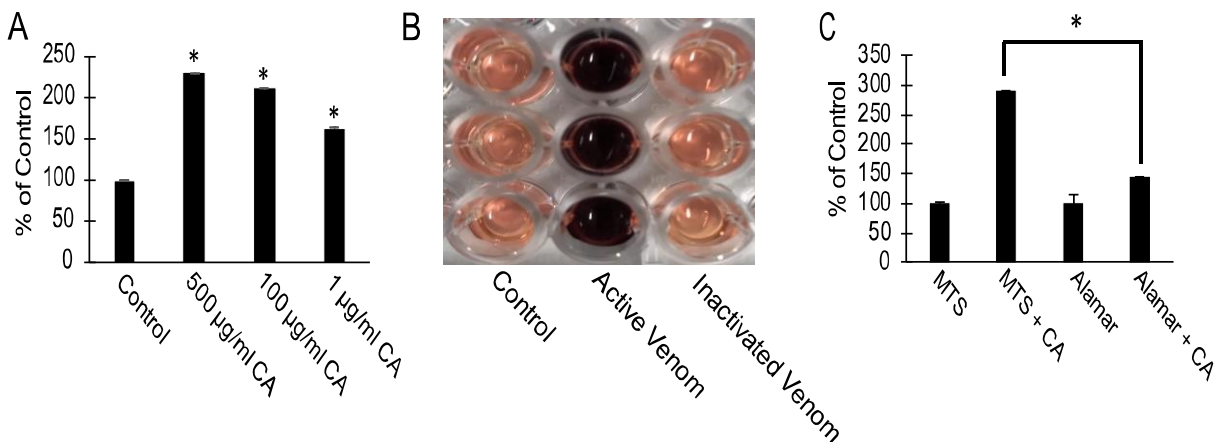 A
% of Control
250
200
150
100
50
0
*
*
*
Control
500 µg/ml CA
100 µg/ml CA
1 µg/ml CA
B
Control
Active Venom
Inactivated Venom
C
% of Control
350
300
250
200
150
100
50
0
*
MTS
MTS + CA
Alamar
Alamar + CA